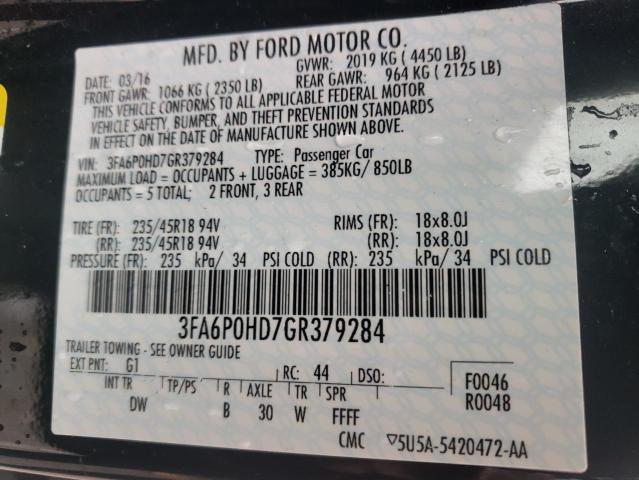 MFD. BY FORD MOTOR CO.
DATE: 03/16 GVWR: 2019 KG ( 4450 LB)
FRONT GAWR: 1066 KG ( 2350 LB) REAR GAWR: 964 KG ( 2125 LB)
THIS VEHICLE CONFORMS TO ALL APPLICABLE FEDERAL MOTOR
VEHICLE SAFETY, BUMPER, AND THEFT PREVENTION STANDARDS
IN EFFECT ON THE DATE OF MANUFACTURE SHOWN ABOVE.
VIN: 3FA6P0HD7GR379284 TYPE: Passenger Car
MAXIMUM LOAD = OCCUPANTS + LUGGAGE = 385KG/ 850LB
OCCUPANTS = 5 TOTAL; 2 FRONT, 3 REAR
TIRE (FR): 235/45R18 94V RIMS (FR): 18x8.0J
(RR): 235/45R18 94V (RR): 18x8.0J
PRESSURE (FR): 235 kPa/ 34 PSI COLD (RR): 235 kPa/ 34 PSI COLD
3FA6P0HD7GR379284
TRAILER TOWING - SEE OWNER GUIDE
EXT PNT: G1 RC: 44 DSO: F0046
INT TR TP/PS R AXLE TR SPR R0048
DW B 30 W FFFF
CMC ▽5U5A-5420472-AA